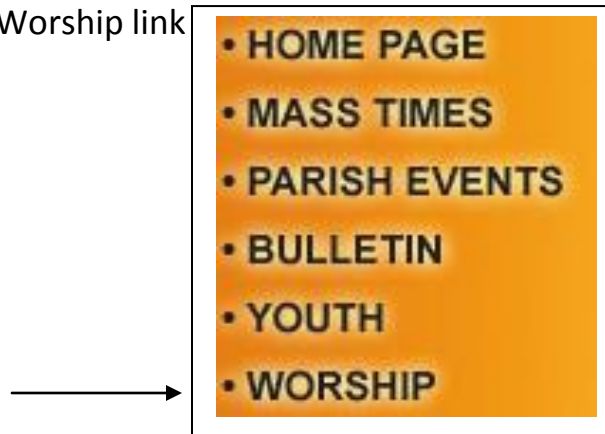 Worship link
• HOME PAGE
• MASS TIMES
• PARISH EVENTS
• BULLETIN
• YOUTH
• WORSHIP